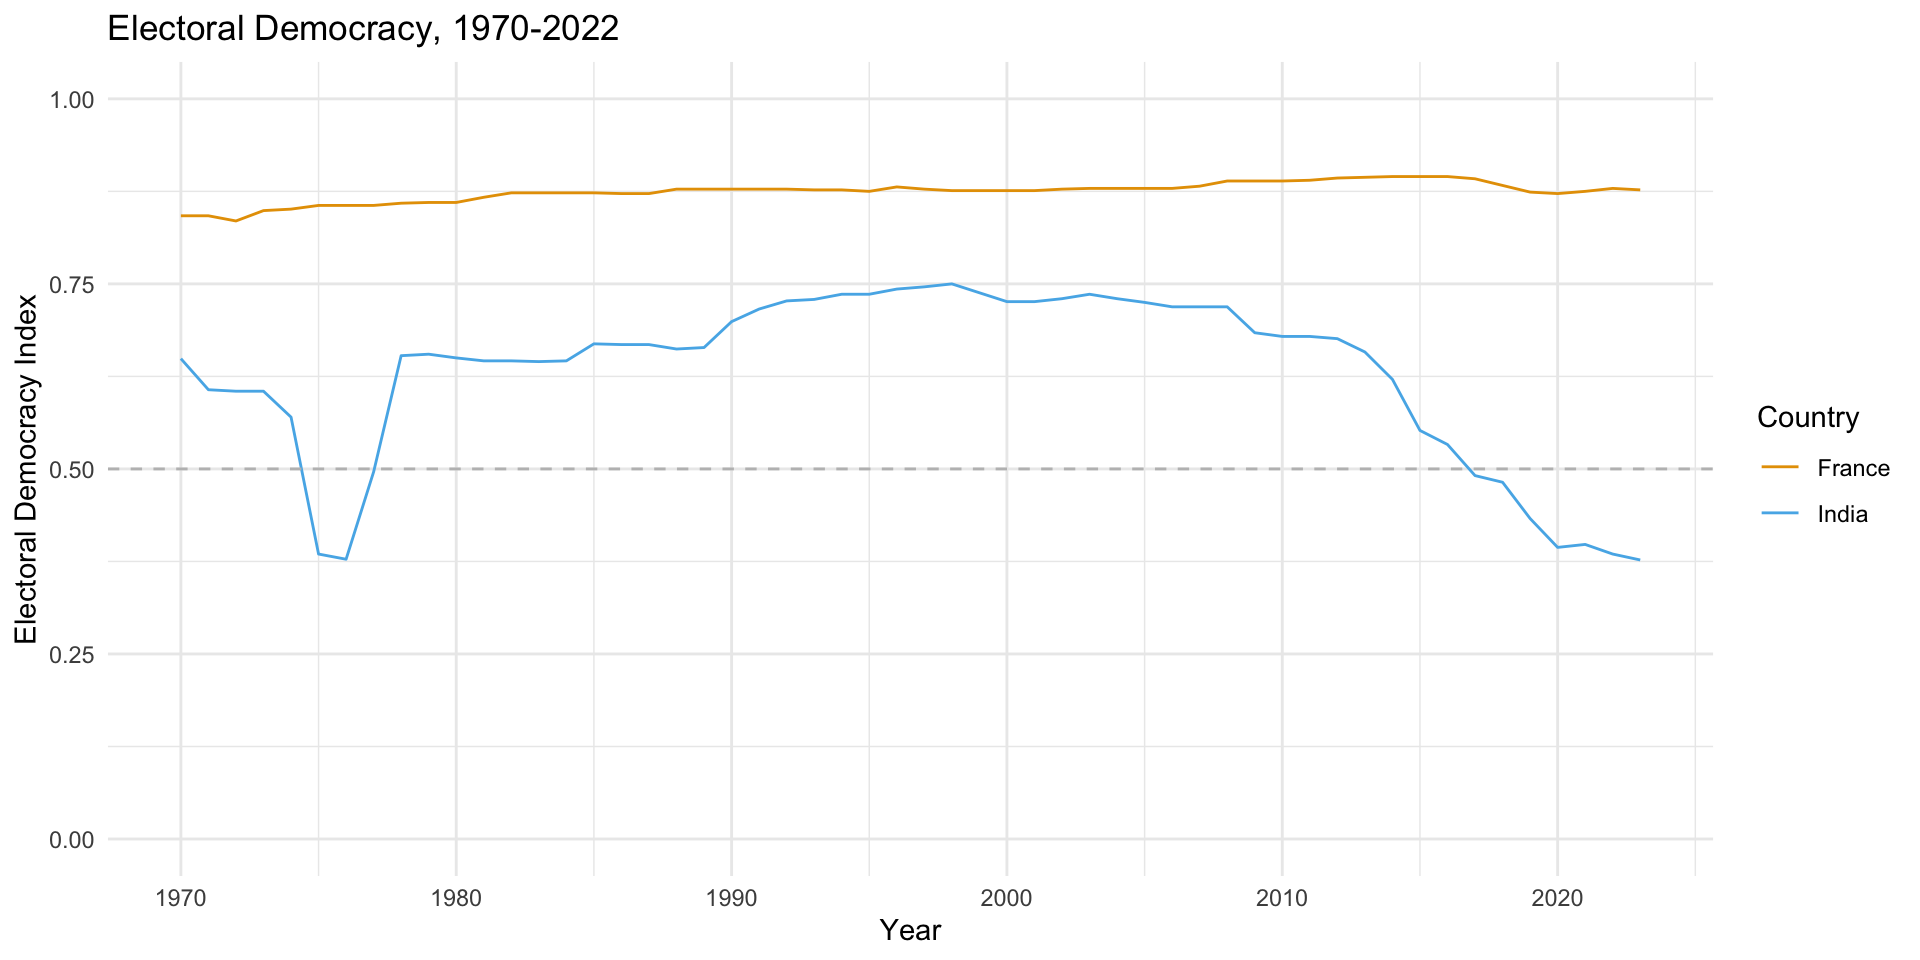 Electoral Democracy, 1970-2022
1.00
0.75
0.50
0.25
0.00
Electoral Democracy Index
1970 1980 1990 2000 2010 2020
Year
Country
France
India